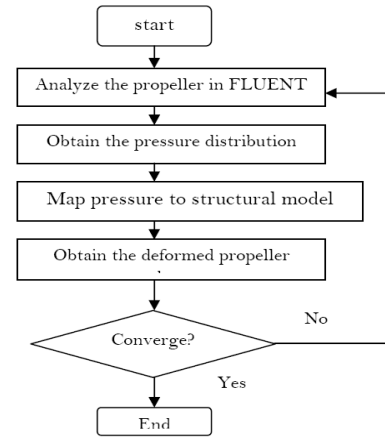 start
Analyze the propeller in FLUENT
Obtain the pressure distribution
Map pressure to structural model
Obtain the deformed propeller
Converge?
No
Yes
End